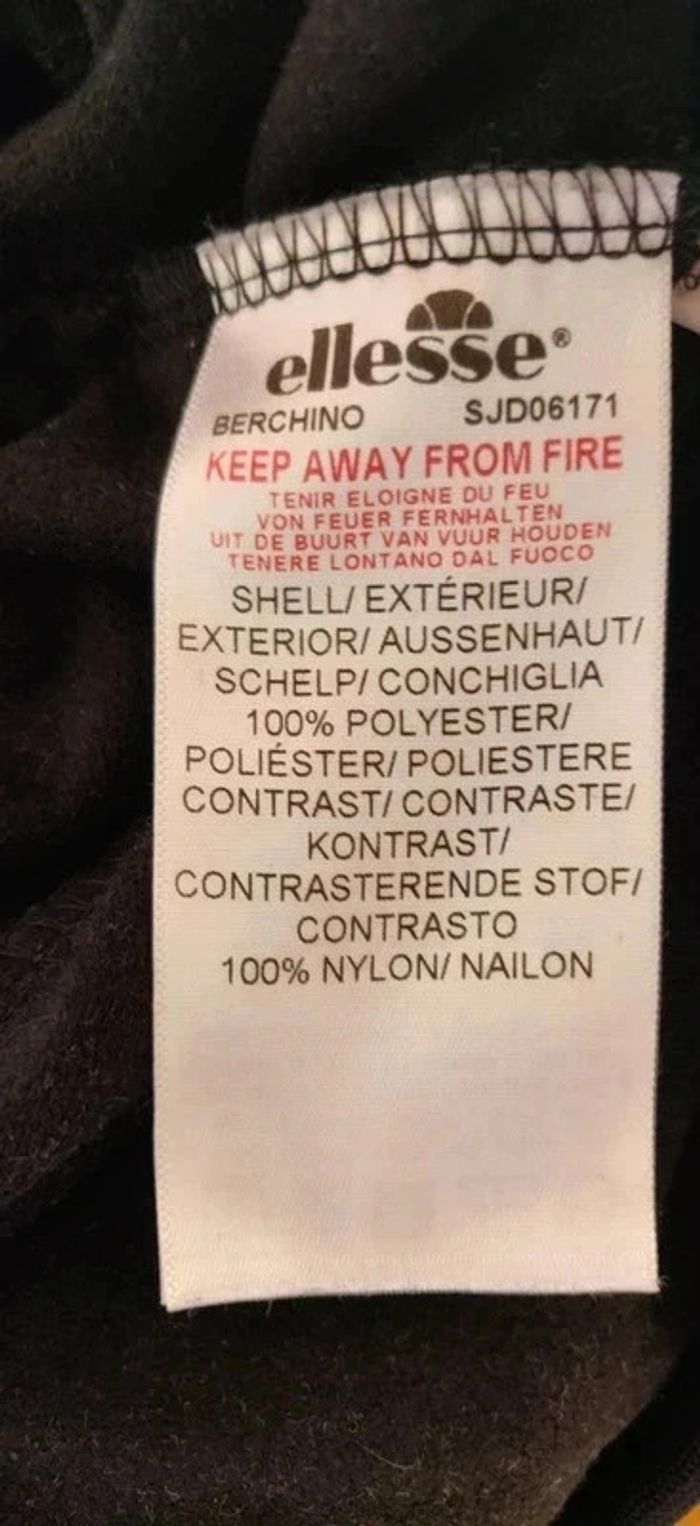 ellesse®
BERCHINO SJD06171
KEEP AWAY FROM FIRE
TENIR ELOIGNE DU FEU
VON FEUER FERNHALTEN
UIT DE BUURT VAN VUUR HOUDEN
TENERE LONTANO DAL FUOCO
SHELL/ EXTÉRIEUR/
EXTERIOR/ AUSSENHAUT/
SCHELP/ CONCHIGLIA
100% POLYESTER/
POLIÉSTER/ POLIESTERE
CONTRAST/ CONTRASTE/
KONTRAST/
CONTRASTERENDE STOF/
CONTRASTO
100% NYLON/ NAILON